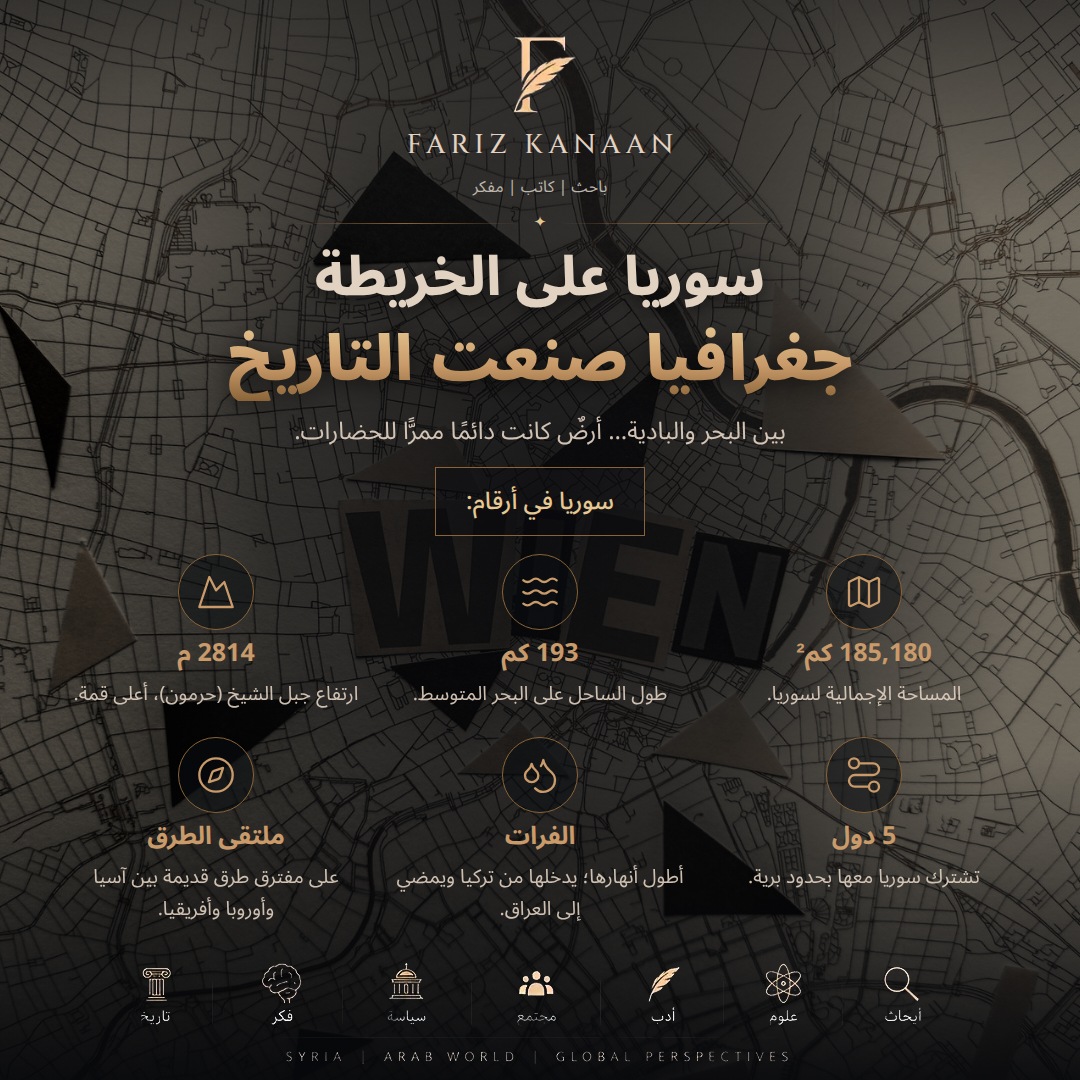 FARIZ KANAAN
باحث | كاتب | مفكر
سوريا على الخريطة
جغرافيا صنعت التاريخ
بين البحر والبادية... أرضٌ كانت دائمًا ممرًّا للحضارات.
سوريا في أرقام:
WIEN
185,180 كم²
المساحة الإجمالية لسوريا.
193 كم
طول الساحل على البحر المتوسط.
2814 م
ارتفاع جبل الشيخ (حرمون)، أعلى قمة.
5 دول
تشترك سوريا معها بحدود برية.
الفرات
أطول أنهارها؛ يدخلها من تركيا ويمضي
إلى العراق.
ملتقى الطرق
على مفترق طرق قديمة بين آسيا
وأوروبا وأفريقيا.
أبحاث
علوم
أدب
مجتمع
سياسة
فكر
تاريخ
SYRIA | ARAB WORLD | GLOBAL PERSPECTIVES